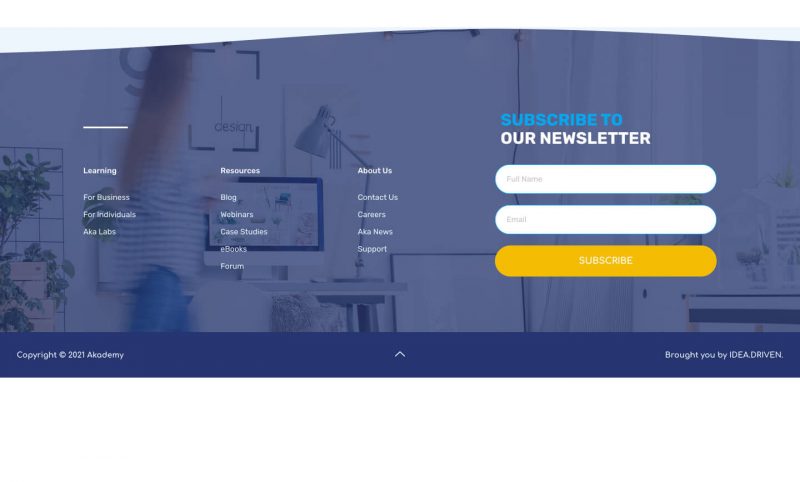 design
SUBSCRIBE TO
OUR NEWSLETTER
Learning
For Business
For Individuals
Aka Labs
Resources
Blog
Webinars
Case Studies
eBooks
Forum
About Us
Contact Us
Careers
Aka News
Support
Full Name
Email
SUBSCRIBE
Copyright © 2021 Akademy
Brought you by IDEA.DRIVEN.